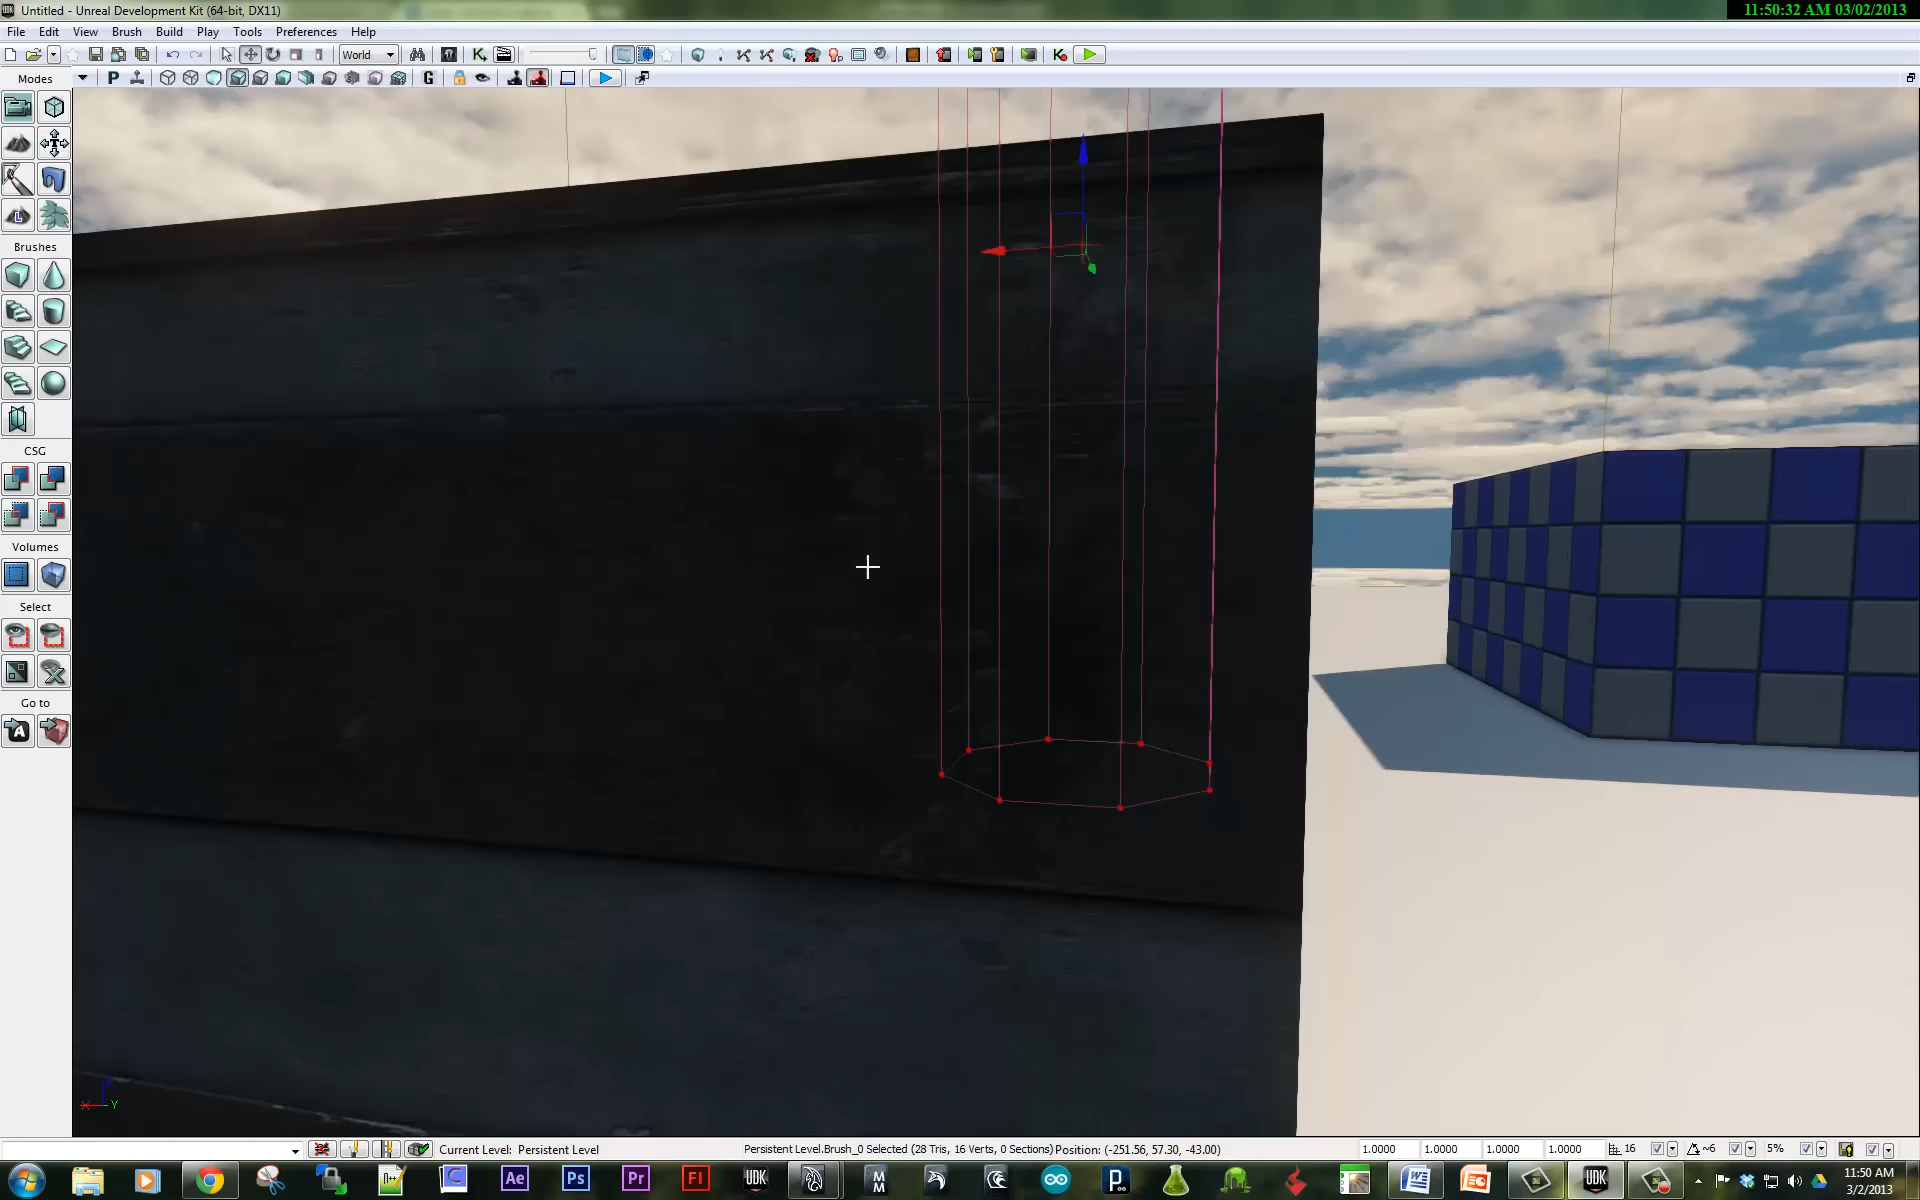 Untitled - Unreal Development Kit (64-bit, DX11)
11:50:32 AM 03/02/2013
File Edit View Brush Build Play Tools Preferences Help
World
Modes
P
G
Brushes
CSG
Volumes
Select
Go to
X Y
Current Level: Persistent Level
Persistent Level.Brush_0 Selected (28 Tris, 16 Verts, 0 Sections) Position: (-251.56, 57.30, -43.00)
1.0000 1.0000 1.0000 1.0000 16 ~6 5%
Ae Ps Pr Fl UDK M M UDK
11:50 AM
3/2/2013